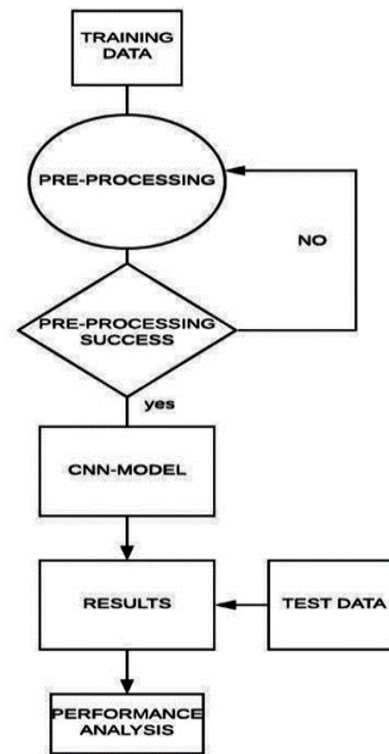 TRAINING
DATA
PRE-PROCESSING
NO
PRE-PROCESSING
SUCCESS
yes
CNN-MODEL
RESULTS
TEST DATA
PERFORMANCE
ANALYSIS